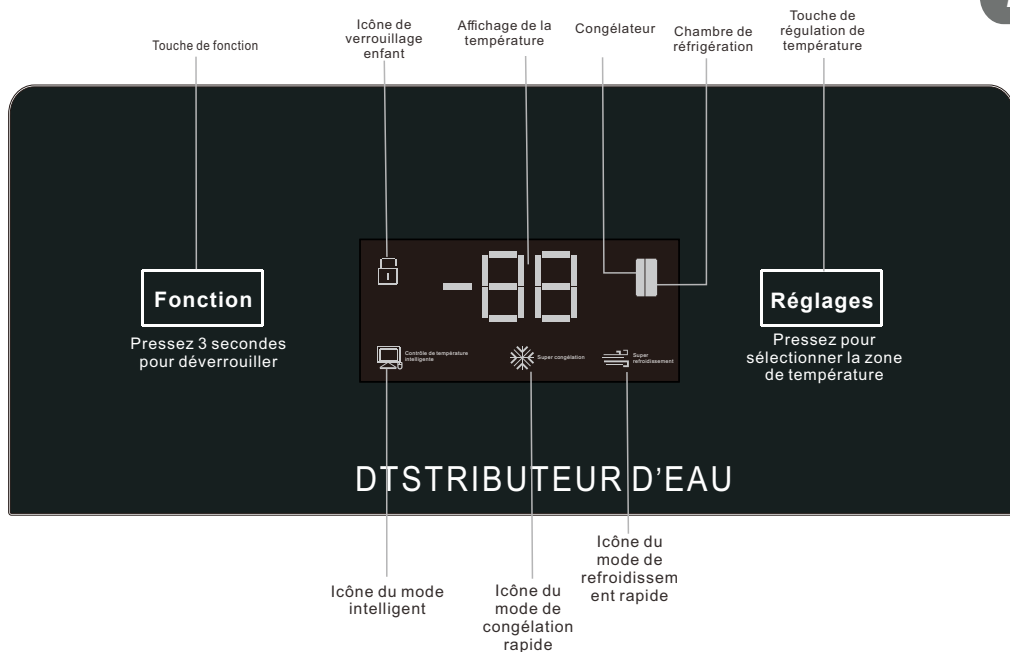 Touche de fonction
Icône de
verrouillage
enfant
Affichage de la
température
Congélateur
Chambre de
réfrigération
Touche de
régulation de
température
Fonction
Pressez 3 secondes
pour déverrouiller
-88
Contrôle de température
intelligente
Super congélation
Super
refroidissement
Réglages
Pressez pour
sélectionner la zone
de température
DTSTRIBUTEUR D'EAU
Icône du mode
intelligent
Icône du
mode de
congélation
rapide
Icône du
mode de
refroidissem
ent rapide